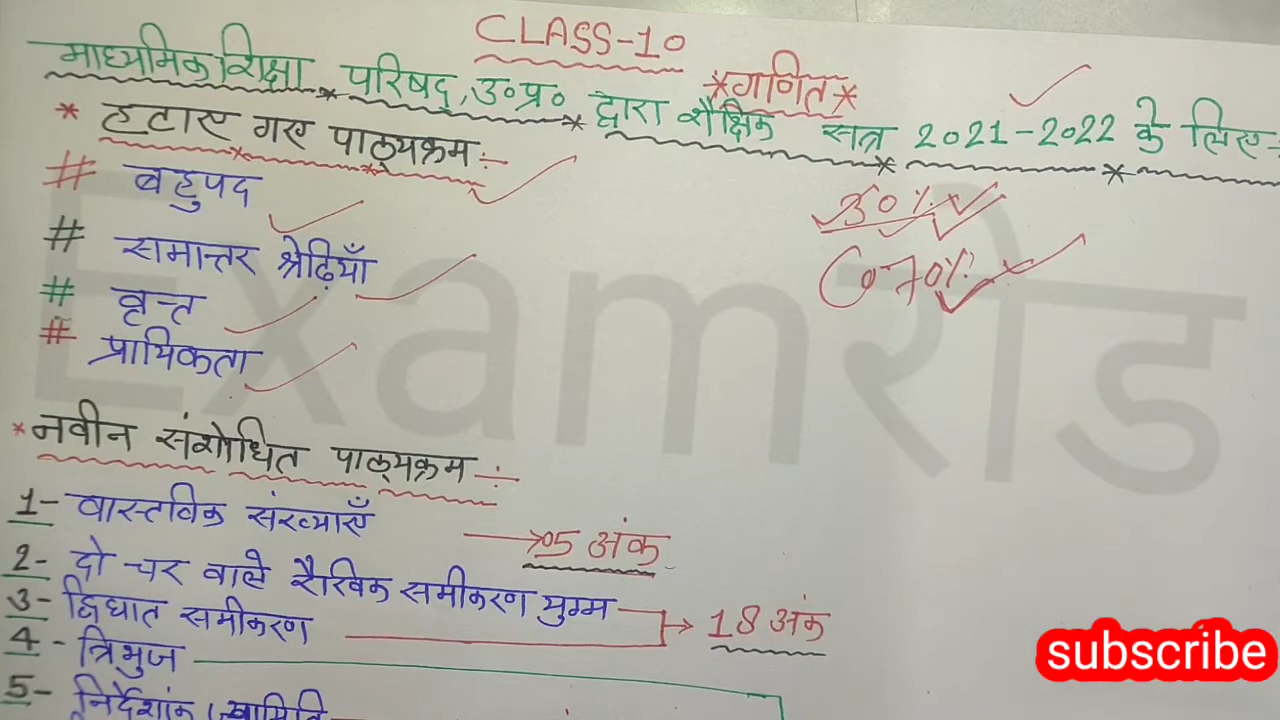 CLASS-10
*गणित*
माध्यमिक शिक्षा परिषद्, उ०प्र० द्वारा शैक्षिक सत्र 2021-2022 के लिए :-
* हटाए गए पाठ्यक्रम :-
30%
# बहुपद
70%
# समान्तर श्रेढ़ियाँ
# वृत्त
# प्रायिकता
* नवीन संशोधित पाठ्यक्रम :-
1- वास्तविक संख्याएँ → 05 अंक
2- दो चर वाले रैखिक समीकरण युग्म
3- द्विघात समीकरण → 18 अंक
4- त्रिभुज
5- निर्देशांक ज्यामिति
Examरोड
subscribe